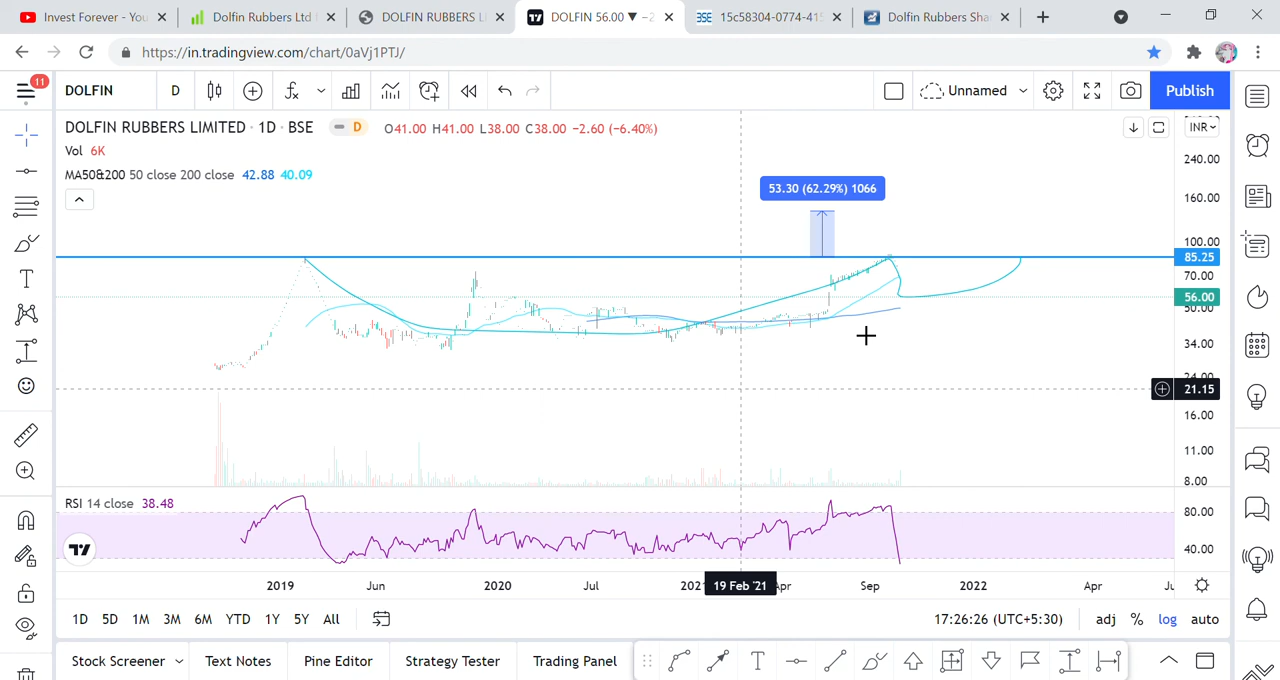 Invest Forever - You
Dolfin Rubbers Ltd
DOLFIN RUBBERS L
DOLFIN 56.00 ▼ −2
15c58304-0774-415
Dolfin Rubbers Sha
https://in.tradingview.com/chart/0aVj1PTJ/
11
DOLFIN
D
Unnamed
Publish
DOLFIN RUBBERS LIMITED · 1D · BSE
D
O41.00 H41.00 L38.00 C38.00 −2.60 (−6.40%)
INR
Vol 6K
MA50&200 50 close 200 close 42.88 40.09
53.30 (62.29%) 1066
240.00
160.00
100.00
85.25
70.00
56.00
50.00
34.00
24.00
21.15
16.00
11.00
8.00
RSI 14 close 38.48
80.00
40.00
2019
Jun
2020
Jul
2021
19 Feb '21
Apr
Sep
2022
Apr
1D 5D 1M 3M 6M YTD 1Y 5Y All
17:26:26 (UTC+5:30)
adj % log auto
Stock Screener
Text Notes
Pine Editor
Strategy Tester
Trading Panel